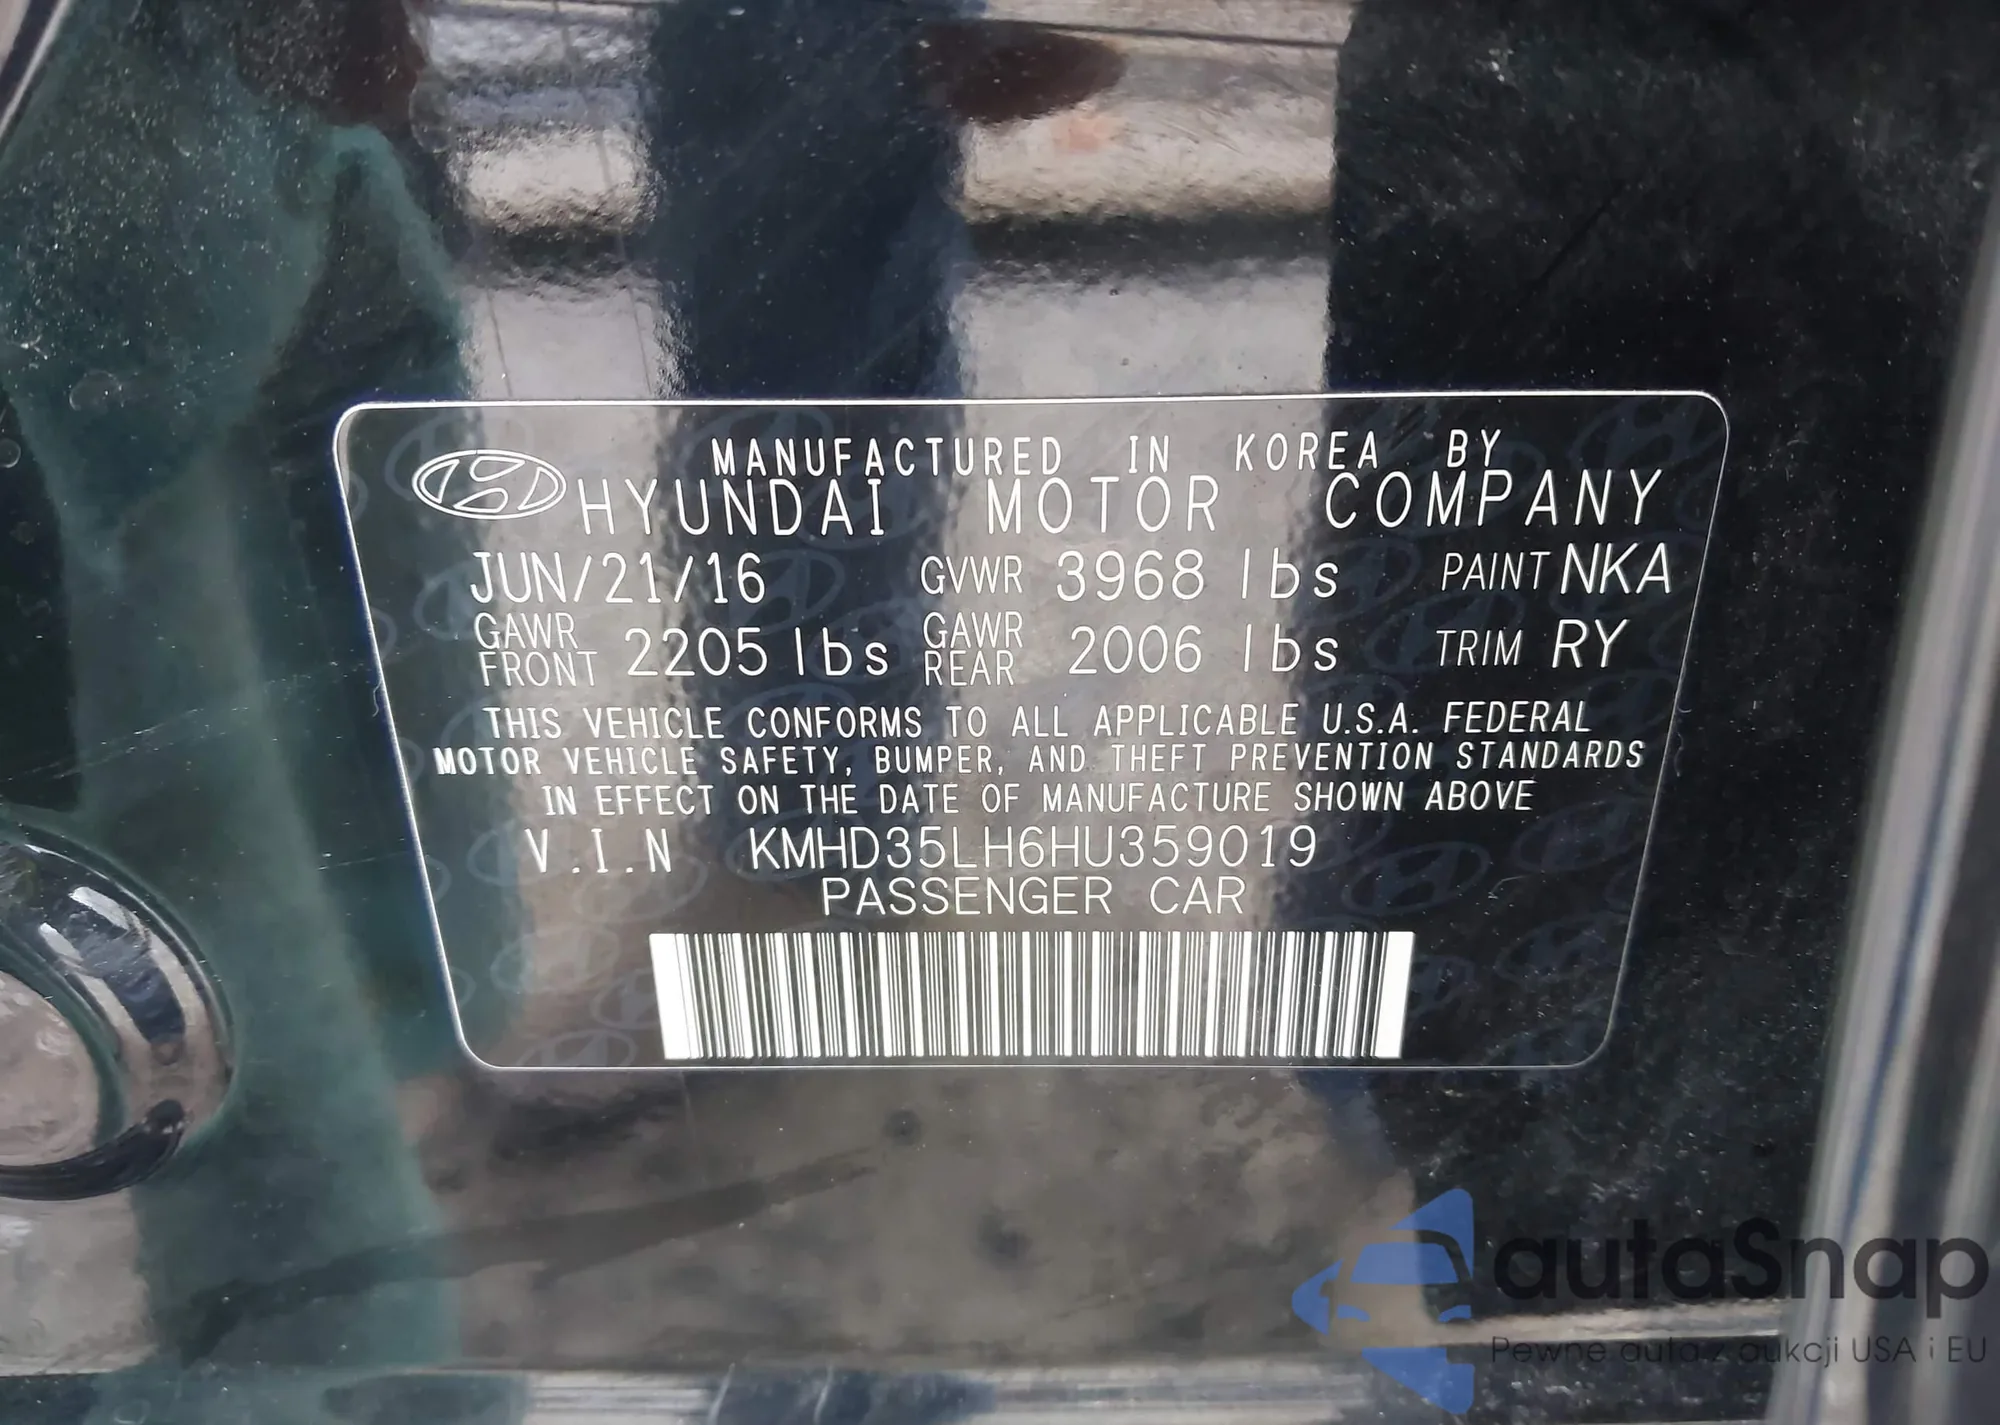 MANUFACTURED IN KOREA BY
HYUNDAI MOTOR COMPANY
JUN/21/16 GVWR 3968 lbs PAINT NKA
GAWR FRONT 2205 lbs GAWR REAR 2006 lbs TRIM RY
THIS VEHICLE CONFORMS TO ALL APPLICABLE U.S.A. FEDERAL
MOTOR VEHICLE SAFETY, BUMPER, AND THEFT PREVENTION STANDARDS
IN EFFECT ON THE DATE OF MANUFACTURE SHOWN ABOVE
V.I.N KMHD35LH6HU359019
PASSENGER CAR
autaSnap
Pewne auta z aukcji USA i EU